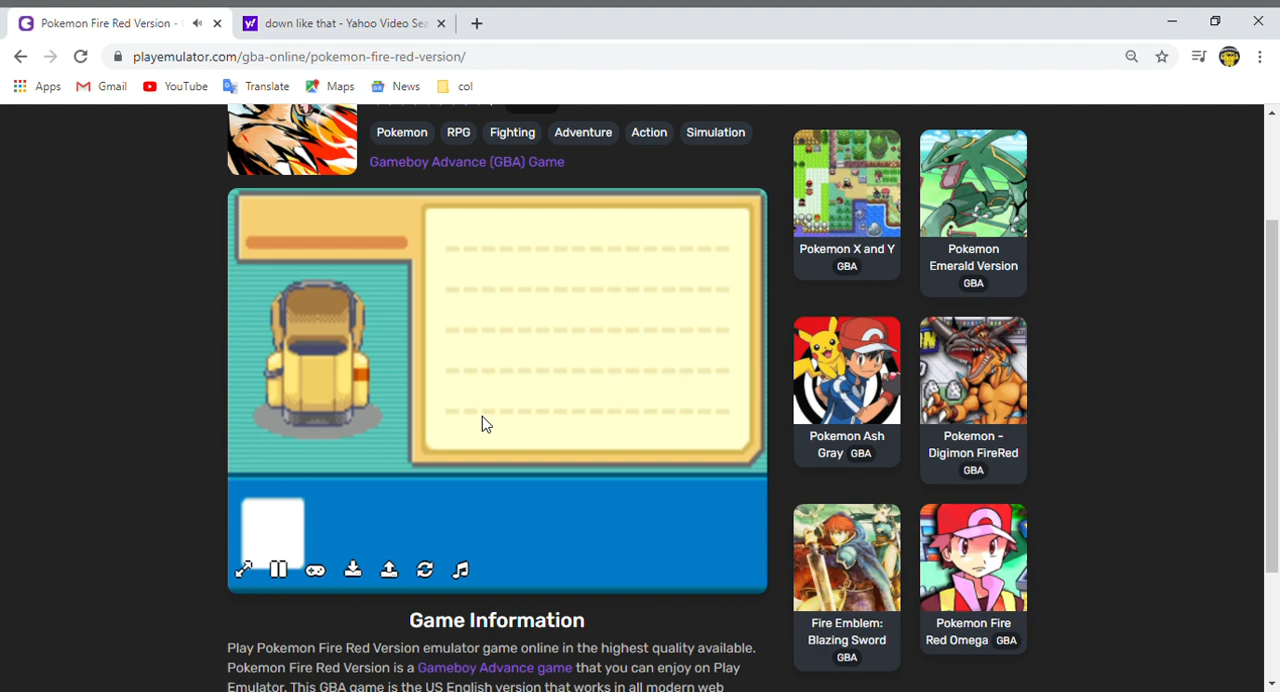 Pokemon Fire Red Version -
down like that - Yahoo Video Sea
playemulator.com/gba-online/pokemon-fire-red-version/
Apps Gmail YouTube Translate Maps News col
Pokemon RPG Fighting Adventure Action Simulation
Gameboy Advance (GBA) Game
Pokemon X and Y
GBA
Pokemon
Emerald Version
GBA
Pokemon Ash
Gray GBA
Pokemon -
Digimon FireRed
GBA
Fire Emblem:
Blazing Sword
GBA
Pokemon Fire
Red Omega GBA
Game Information
Play Pokemon Fire Red Version emulator game online in the highest quality available.
Pokemon Fire Red Version is a Gameboy Advance game that you can enjoy on Play
Emulator. This GBA game is the US English version that works in all modern web